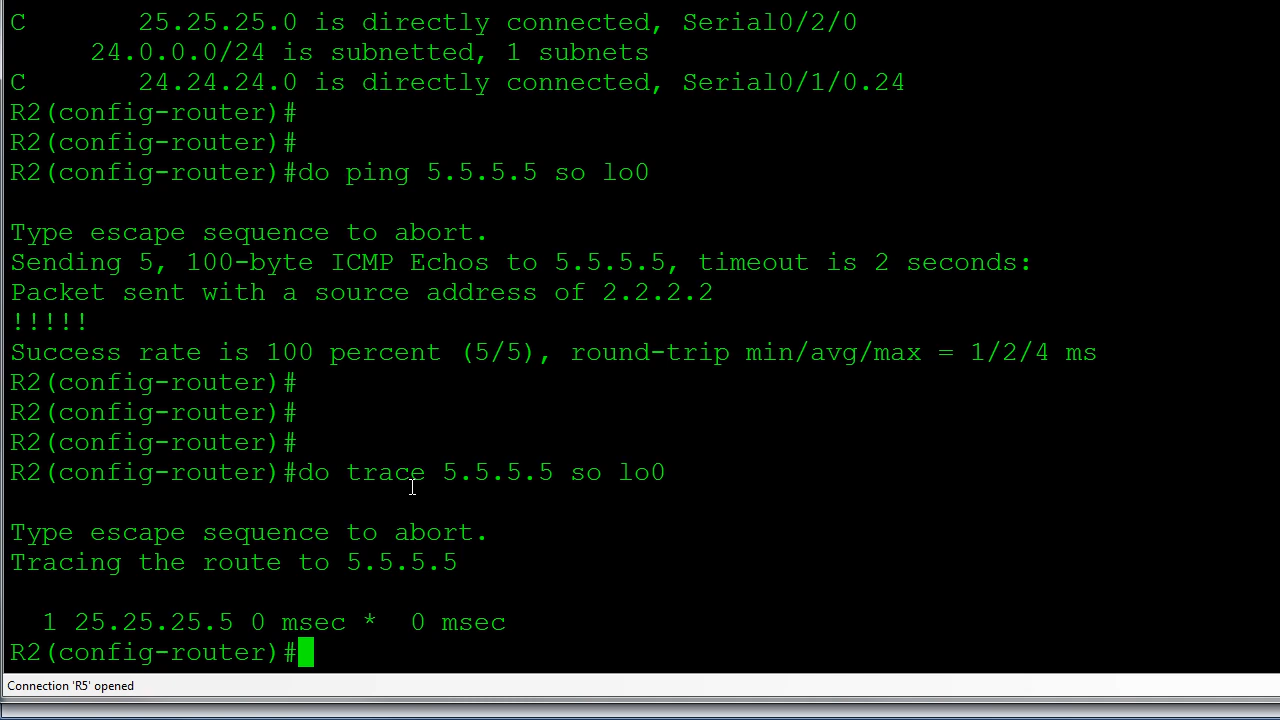 C       25.25.25.0 is directly connected, Serial0/2/0
     24.0.0.0/24 is subnetted, 1 subnets
C       24.24.24.0 is directly connected, Serial0/1/0.24
R2(config-router)#
R2(config-router)#
R2(config-router)#do ping 5.5.5.5 so lo0
Type escape sequence to abort.
Sending 5, 100-byte ICMP Echos to 5.5.5.5, timeout is 2 seconds:
Packet sent with a source address of 2.2.2.2
!!!!!
Success rate is 100 percent (5/5), round-trip min/avg/max = 1/2/4 ms
R2(config-router)#
R2(config-router)#
R2(config-router)#
R2(config-router)#do trace 5.5.5.5 so lo0
Type escape sequence to abort.
Tracing the route to 5.5.5.5
  1 25.25.25.5 0 msec *  0 msec
R2(config-router)#
Connection 'R5' opened